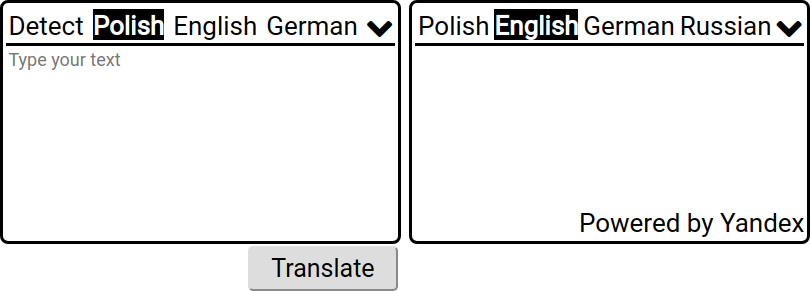 Detect Polish English German
Type your text
Translate
Polish English German Russian
Powered by Yandex